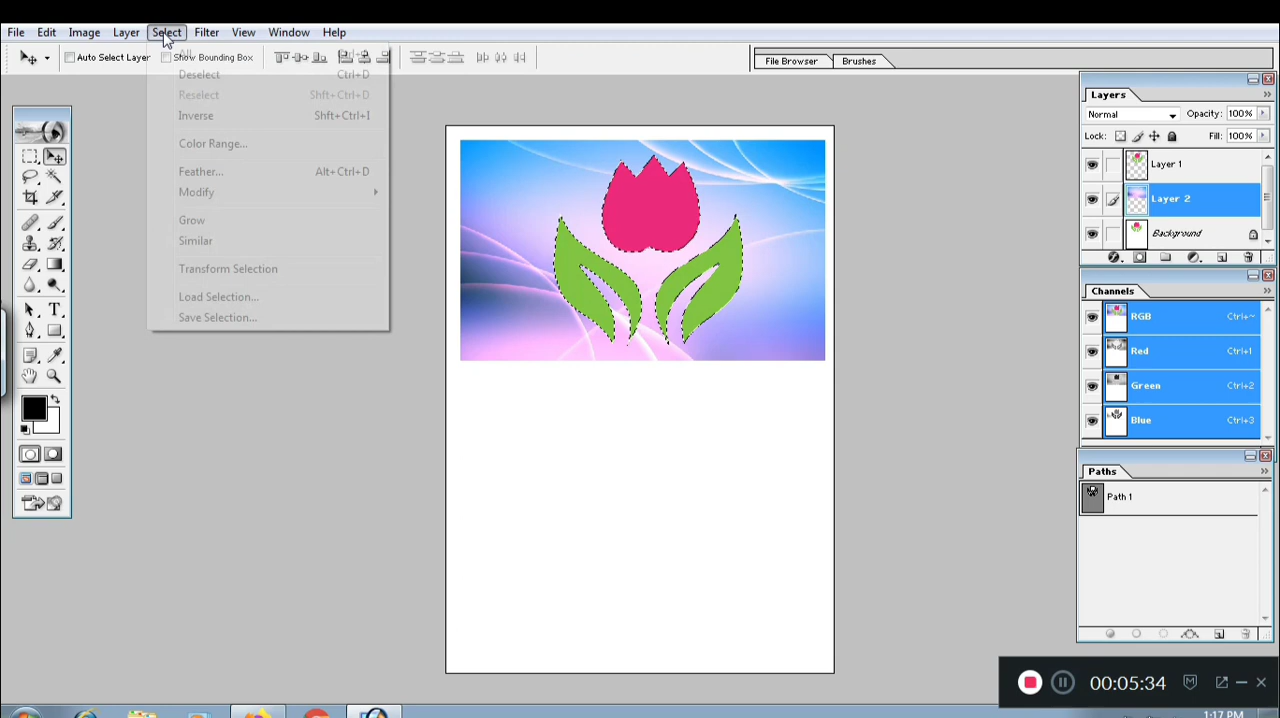 File Edit Image Layer Select Filter View Window Help
Auto Select Layer Show Bounding Box
File Browser Brushes
All
Deselect Ctrl+D
Reselect Shft+Ctrl+D
Inverse Shft+Ctrl+I
Color Range...
Feather... Alt+Ctrl+D
Modify
Grow
Similar
Transform Selection
Load Selection...
Save Selection...
Layers
Normal Opacity: 100%
Lock: Fill: 100%
Layer 1
Layer 2
Background
Channels
RGB Ctrl+~
Red Ctrl+1
Green Ctrl+2
Blue Ctrl+3
Paths
Path 1
00:05:34
1:17 PM